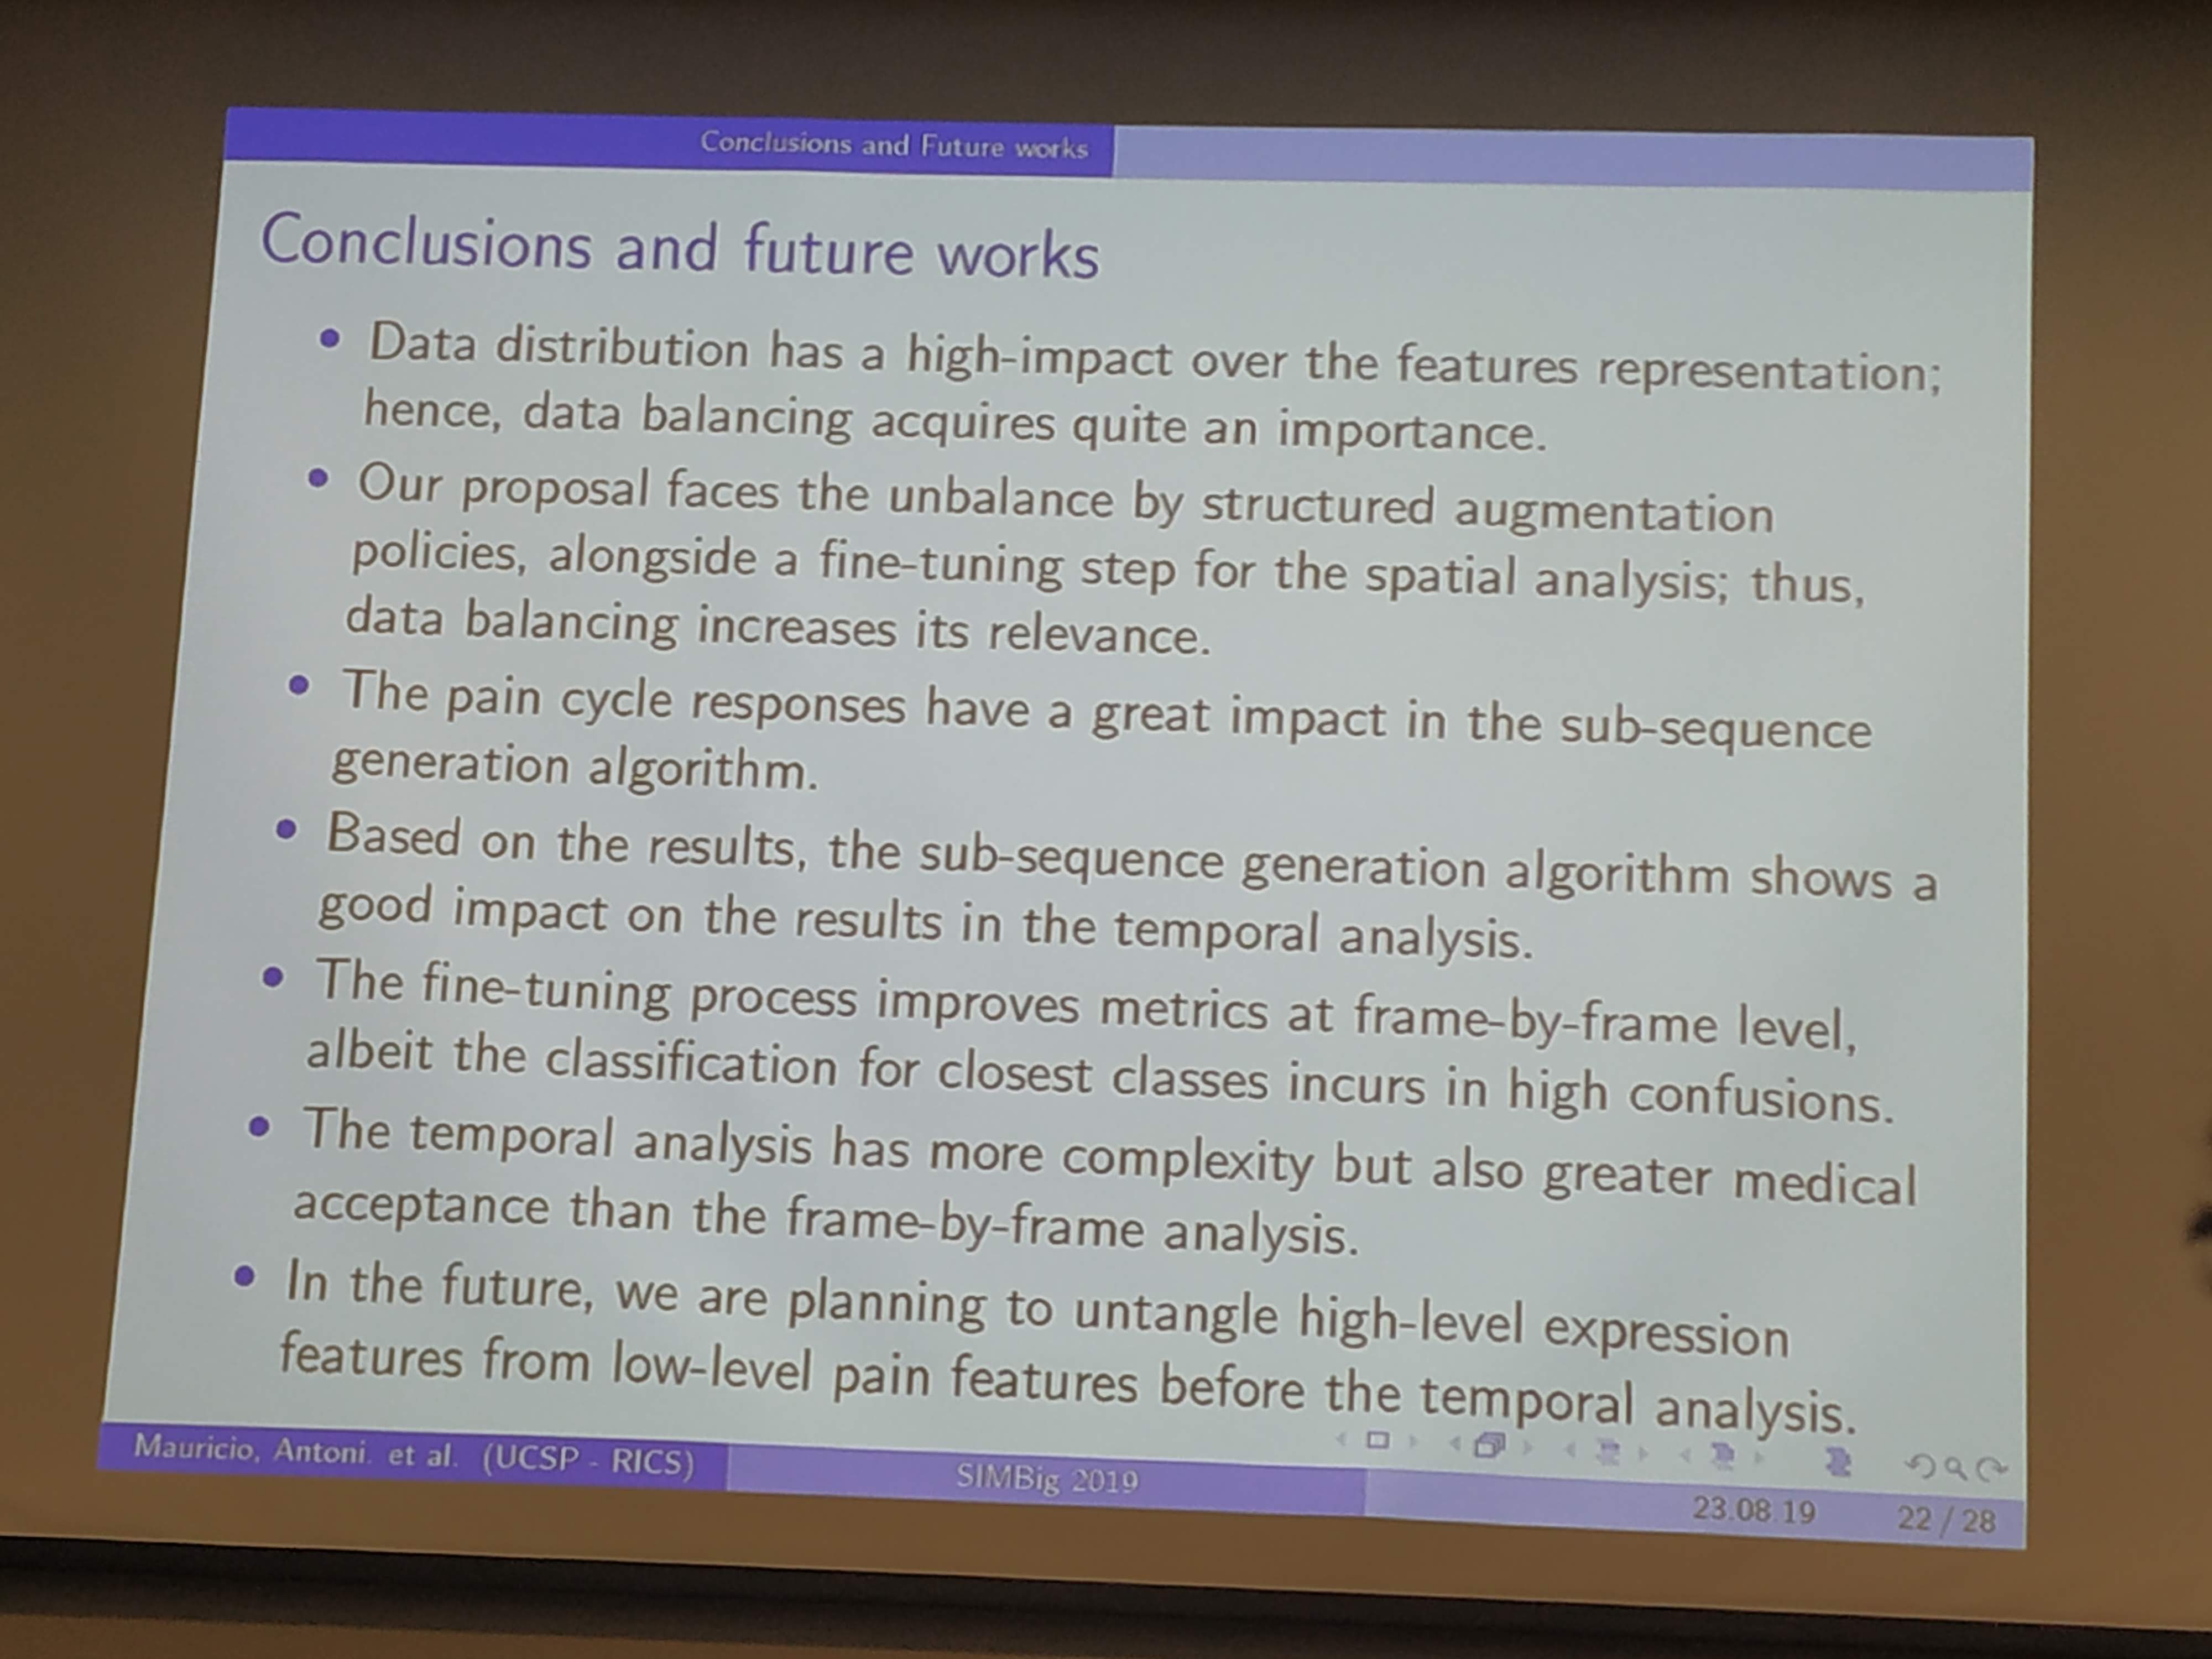 Conclusions and Future works
Conclusions and future works
• Data distribution has a high-impact over the features representation;
hence, data balancing acquires quite an importance.
• Our proposal faces the unbalance by structured augmentation
policies, alongside a fine-tuning step for the spatial analysis; thus,
data balancing increases its relevance.
• The pain cycle responses have a great impact in the sub-sequence
generation algorithm.
• Based on the results, the sub-sequence generation algorithm shows a
good impact on the results in the temporal analysis.
• The fine-tuning process improves metrics at frame-by-frame level,
albeit the classification for closest classes incurs in high confusions.
• The temporal analysis has more complexity but also greater medical
acceptance than the frame-by-frame analysis.
• In the future, we are planning to untangle high-level expression
features from low-level pain features before the temporal analysis.
Mauricio, Antoni. et al. (UCSP - RICS)
SIMBig 2019
23.08.19
22 / 28